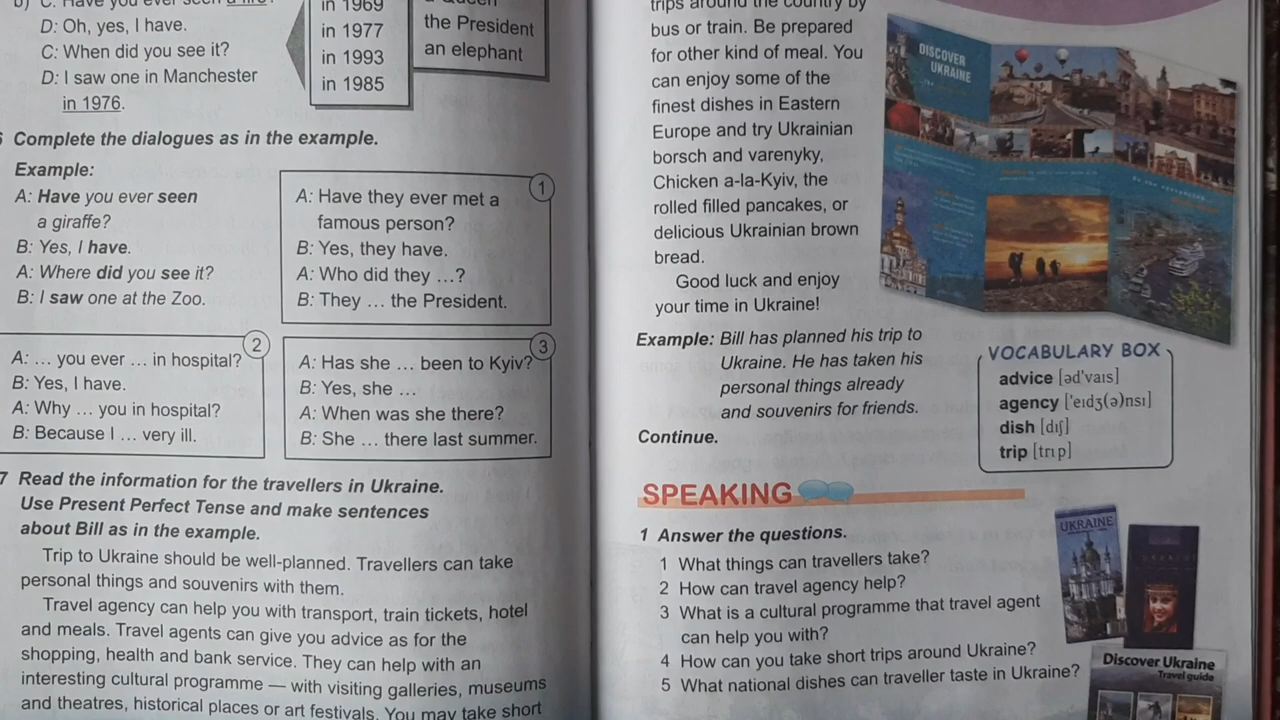 D: Oh, yes, I have.
C: When did you see it?
D: I saw one in Manchester
in 1976.
in 1969
in 1977
in 1993
in 1985
the President
an elephant
Complete the dialogues as in the example.
Example:
A: Have you ever seen
a giraffe?
B: Yes, I have.
A: Where did you see it?
B: I saw one at the Zoo.
1
A: Have they ever met a
famous person?
B: Yes, they have.
A: Who did they ...?
B: They ... the President.
2
A: ... you ever ... in hospital?
B: Yes, I have.
A: Why ... you in hospital?
B: Because I ... very ill.
3
A: Has she ... been to Kyiv?
B: Yes, she ...
A: When was she there?
B: She ... there last summer.
7 Read the information for the travellers in Ukraine.
Use Present Perfect Tense and make sentences
about Bill as in the example.
Trip to Ukraine should be well-planned. Travellers can take
personal things and souvenirs with them.
Travel agency can help you with transport, train tickets, hotel
and meals. Travel agents can give you advice as for the
shopping, health and bank service. They can help with an
interesting cultural programme — with visiting galleries, museums
and theatres, historical places or art festivals. You may take short
trips around the country by
bus or train. Be prepared
for other kind of meal. You
can enjoy some of the
finest dishes in Eastern
Europe and try Ukrainian
borsch and varenyky,
Chicken a-la-Kyiv, the
rolled filled pancakes, or
delicious Ukrainian brown
bread.
Good luck and enjoy
your time in Ukraine!
DISCOVER
UKRAINE
Example: Bill has planned his trip to
Ukraine. He has taken his
personal things already
and souvenirs for friends.
Continue.
VOCABULARY BOX
advice [əd'vaɪs]
agency ['eɪdʒ(ə)nsɪ]
dish [dɪʃ]
trip [trɪp]
SPEAKING
1 Answer the questions.
1 What things can travellers take?
2 How can travel agency help?
3 What is a cultural programme that travel agent
can help you with?
4 How can you take short trips around Ukraine?
5 What national dishes can traveller taste in Ukraine?
UKRAINE
Discover Ukraine
Travel guide